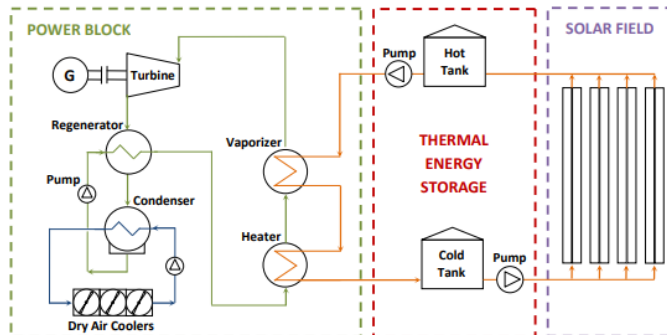 POWER BLOCK
SOLAR FIELD
Pump
Hot
Tank
G
Turbine
Regenerator
Vaporizer
THERMAL
ENERGY
STORAGE
Pump
Condenser
Heater
Cold
Tank
Pump
Dry Air Coolers